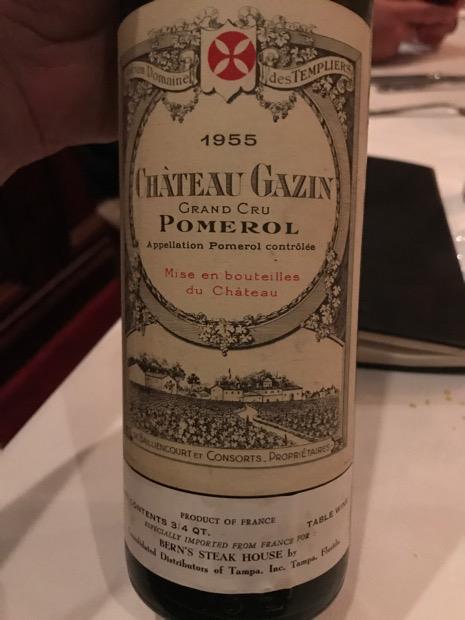 Domaine des TEMPLIERS
1955
CHÂTEAU GAZIN
GRAND CRU
POMEROL
Appellation Pomerol contrôlée
Mise en bouteilles
du Château
DE BAILLIENCOURT ET CONSORTS, PROPRIÉTAIRES
PRODUCT OF FRANCE
CONTENTS 3/4 QT. TABLE WINE
ESPECIALLY IMPORTED FROM FRANCE FOR
BERN'S STEAK HOUSE by
Distributors of Tampa, Inc. Tampa, Florida